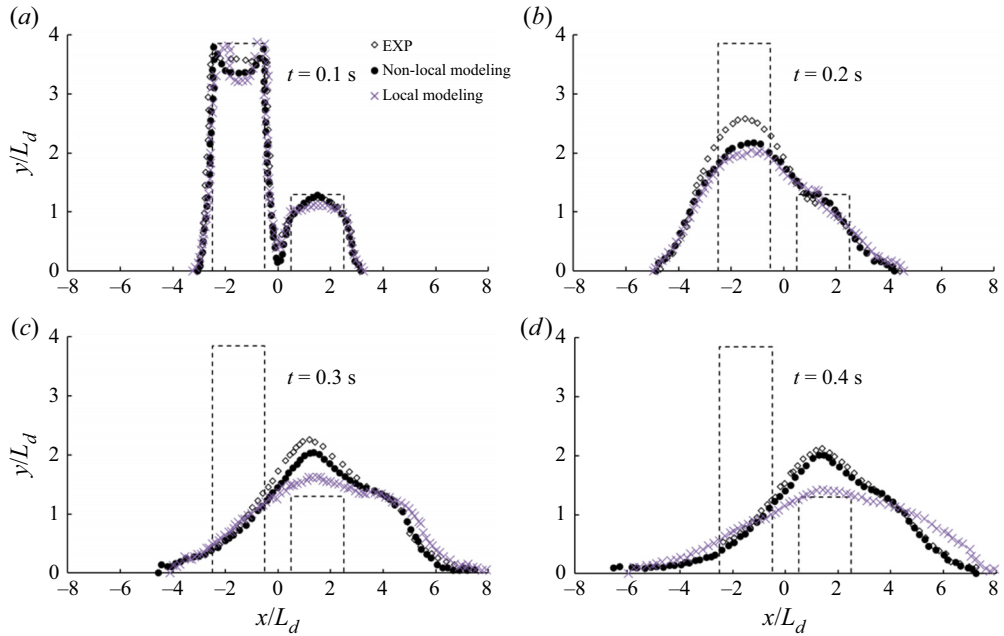 (a)
(b)
4
3
2
1
0
y/L_d
EXP
Non-local modeling
Local modeling
t = 0.1 s
–8 –6 –4 –2 0 2 4 6 8
4
3
2
1
0
t = 0.2 s
–8 –6 –4 –2 0 2 4 6 8
(c)
(d)
4
3
2
1
0
y/L_d
t = 0.3 s
–8 –6 –4 –2 0 2 4 6 8
x/L_d
4
3
2
1
0
t = 0.4 s
–8 –6 –4 –2 0 2 4 6 8
x/L_d